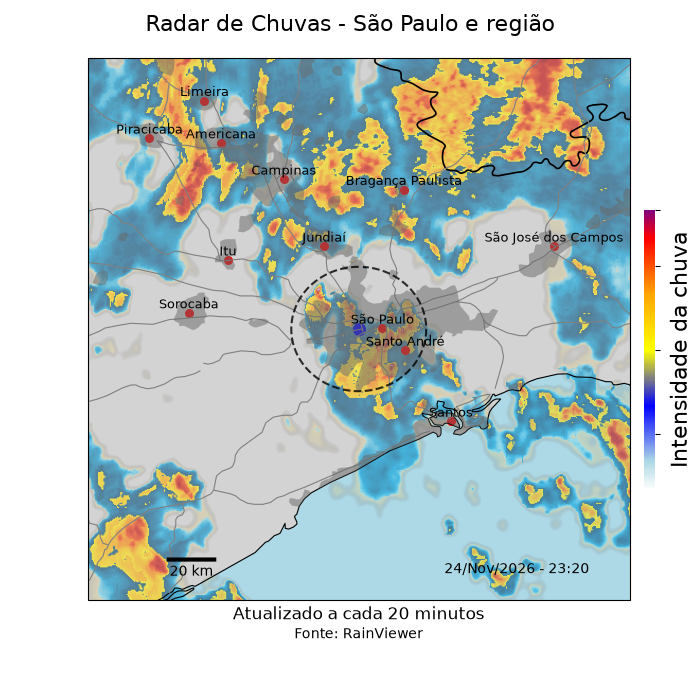 Radar de Chuvas - São Paulo e região
Limeira
Piracicaba
Americana
Campinas
Bragança Paulista
Jundiaí
São José dos Campos
Itu
Sorocaba
São Paulo
Santo André
Santos
Intensidade da chuva
24/Nov/2026 - 23:20
20 km
Atualizado a cada 20 minutos
Fonte: RainViewer